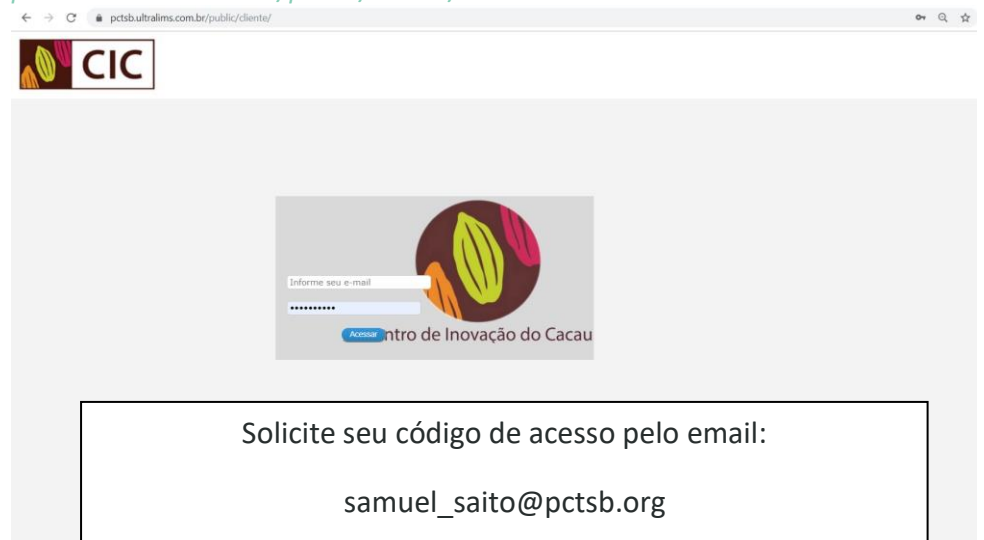 pctsb.ultralims.com.br/public/cliente/
CIC
Informe seu e-mail
••••••••••
Acessar
ntro de Inovação do Cacau
Solicite seu código de acesso pelo email:
samuel_saito@pctsb.org